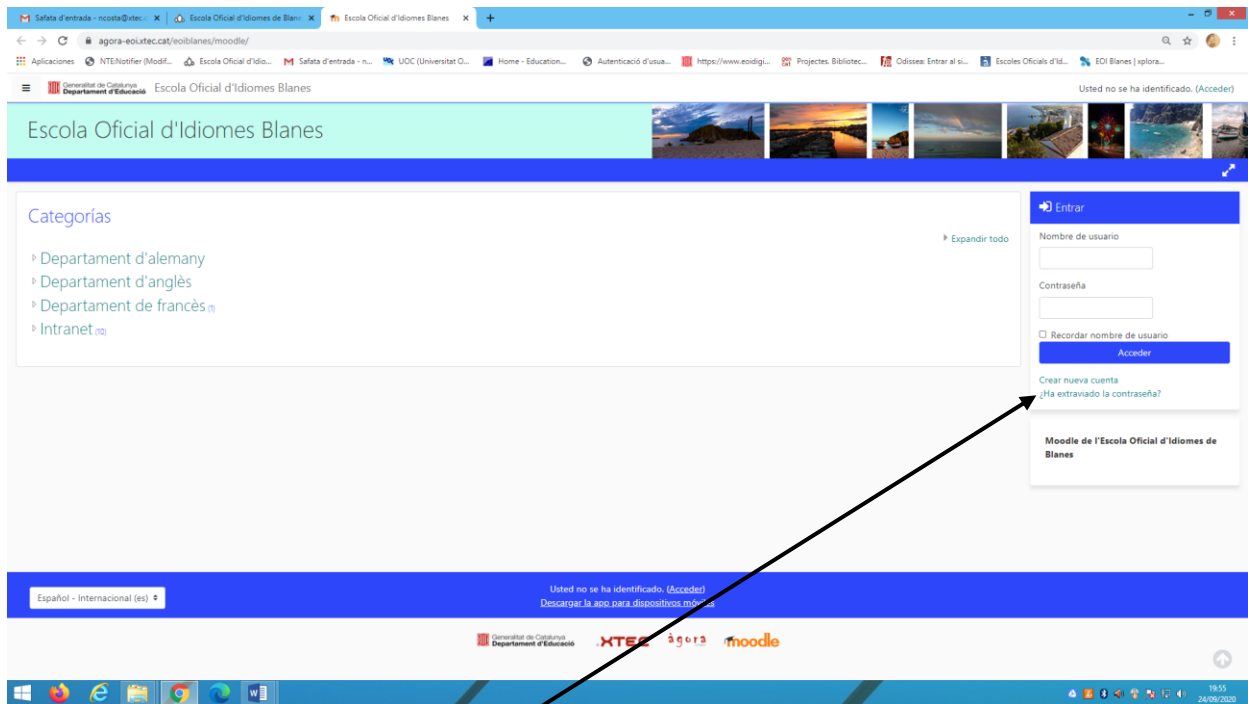 Safata d'entrada - ncosta@xtec.c
Escola Oficial d'Idiomes de Blane
Escola Oficial d'Idiomes Blanes
agora-eoi.xtec.cat/eoiblanes/moodle/
Aplicaciones
NTE:Notifier (Modif...
Escola Oficial d'Idio...
Safata d'entrada - n...
UOC (Universitat O...
Home - Education...
Autenticació d'usua...
https://www.eoidigi...
Projectes. Bibliotec...
Odissea: Entrar al si...
Escoles Oficials d'Id...
EOI Blanes | xplora...
Generalitat de Catalunya
Departament d'Educació
Escola Oficial d'Idiomes Blanes
Usted no se ha identificado. (Acceder)
Escola Oficial d'Idiomes Blanes
Categorías
Expandir todo
Departament d'alemany
Departament d'anglès
Departament de francès (1)
Intranet (10)
Entrar
Nombre de usuario
Contraseña
Recordar nombre de usuario
Acceder
Crear nueva cuenta
¿Ha extraviado la contraseña?
Moodle de l'Escola Oficial d'Idiomes de
Blanes
Español - Internacional (es)
Usted no se ha identificado. (Acceder)
Descargar la app para dispositivos móviles
Generalitat de Catalunya
Departament d'Educació
XTEC
àgora
moodle
19:55
24/09/2020